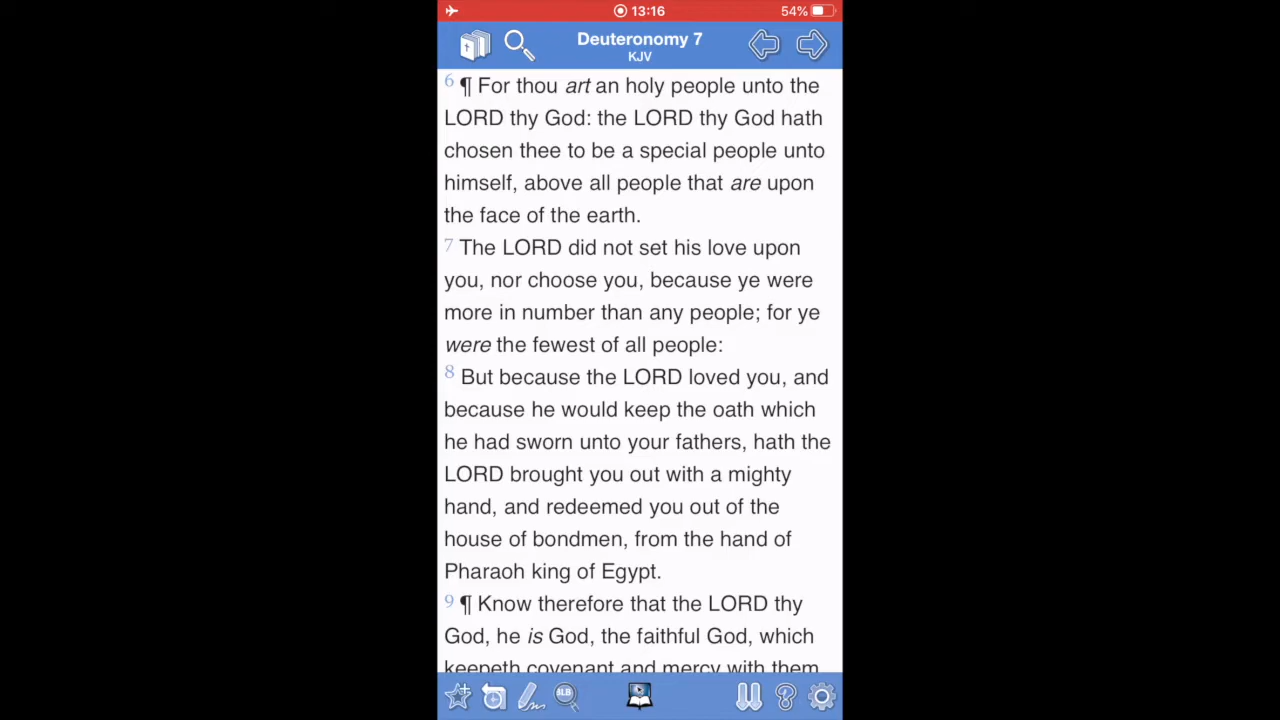 13:16
54%
Deuteronomy 7
KJV
6 ¶ For thou art an holy people unto the
LORD thy God: the LORD thy God hath
chosen thee to be a special people unto
himself, above all people that are upon
the face of the earth.
7 The LORD did not set his love upon
you, nor choose you, because ye were
more in number than any people; for ye
were the fewest of all people:
8 But because the LORD loved you, and
because he would keep the oath which
he had sworn unto your fathers, hath the
LORD brought you out with a mighty
hand, and redeemed you out of the
house of bondmen, from the hand of
Pharaoh king of Egypt.
9 ¶ Know therefore that the LORD thy
God, he is God, the faithful God, which
keepeth covenant and mercy with them
BLB